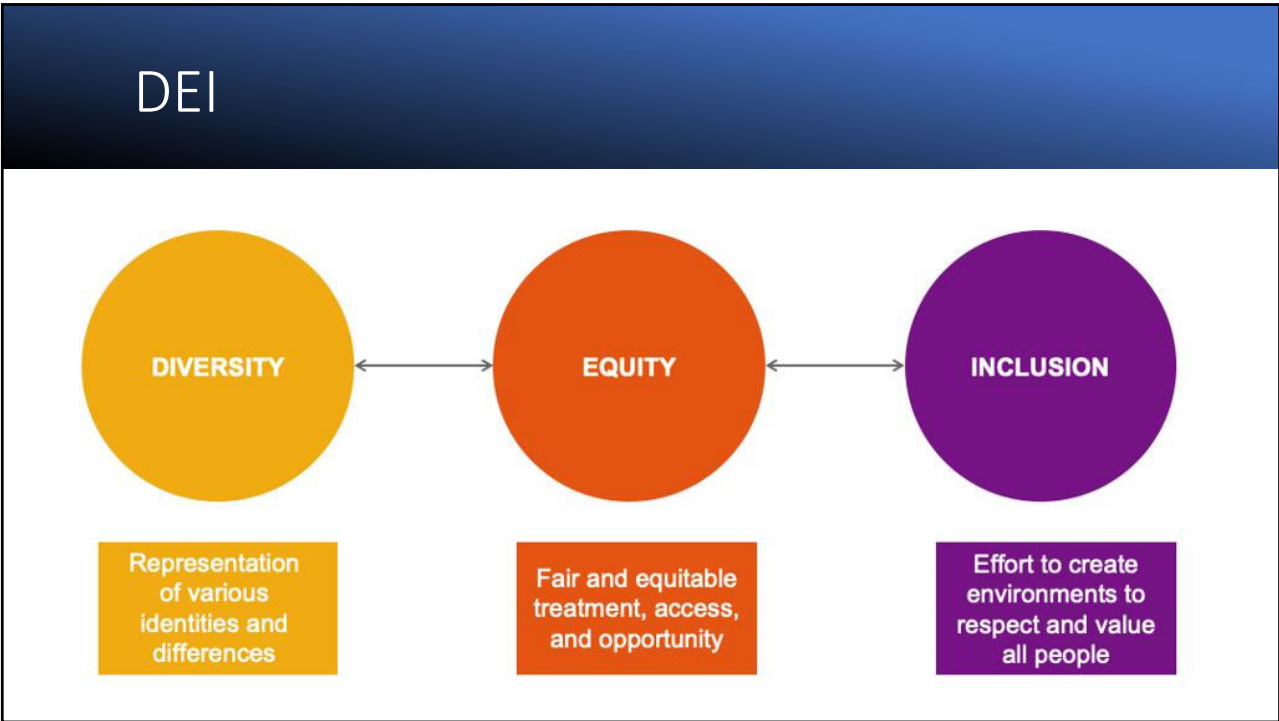 DEI
DIVERSITY
EQUITY
INCLUSION
Representation
of various
identities and
differences
Fair and equitable
treatment, access,
and opportunity
Effort to create
environments to
respect and value
all people